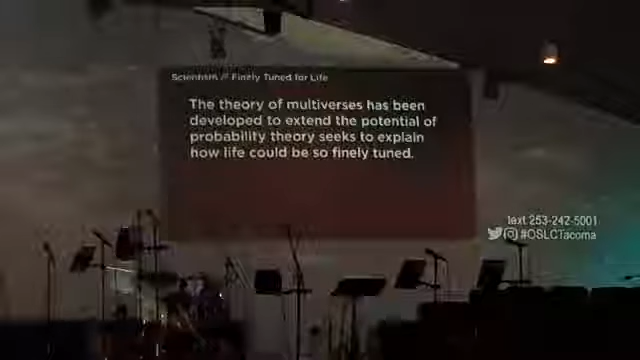 Scientism // Finely Tuned for Life
The theory of multiverses has been
developed to extend the potential of
probability theory seeks to explain
how life could be so finely tuned.
text 253-242-5001
#OSLCTacoma